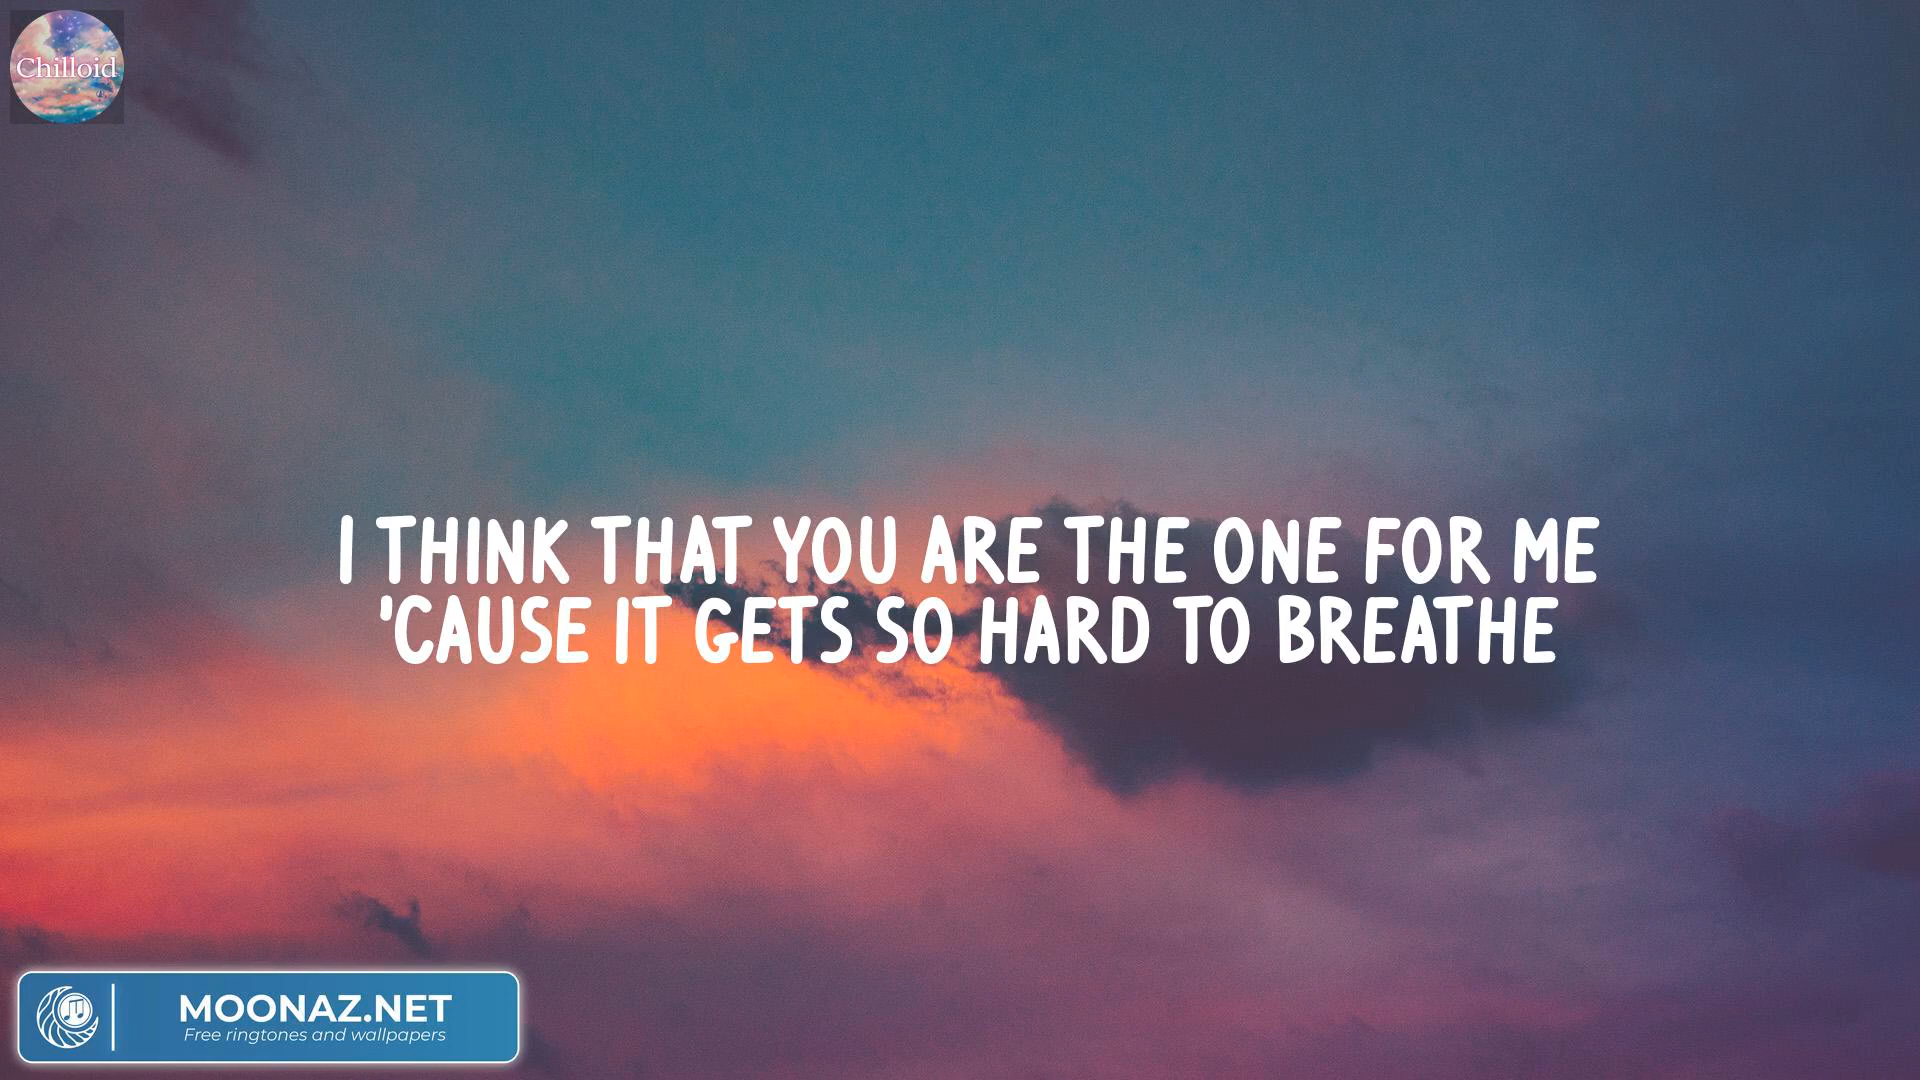 Chilloid
I THINK THAT YOU ARE THE ONE FOR ME
'CAUSE IT GETS SO HARD TO BREATHE
MOONAZ.NET
Free ringtones and wallpapers